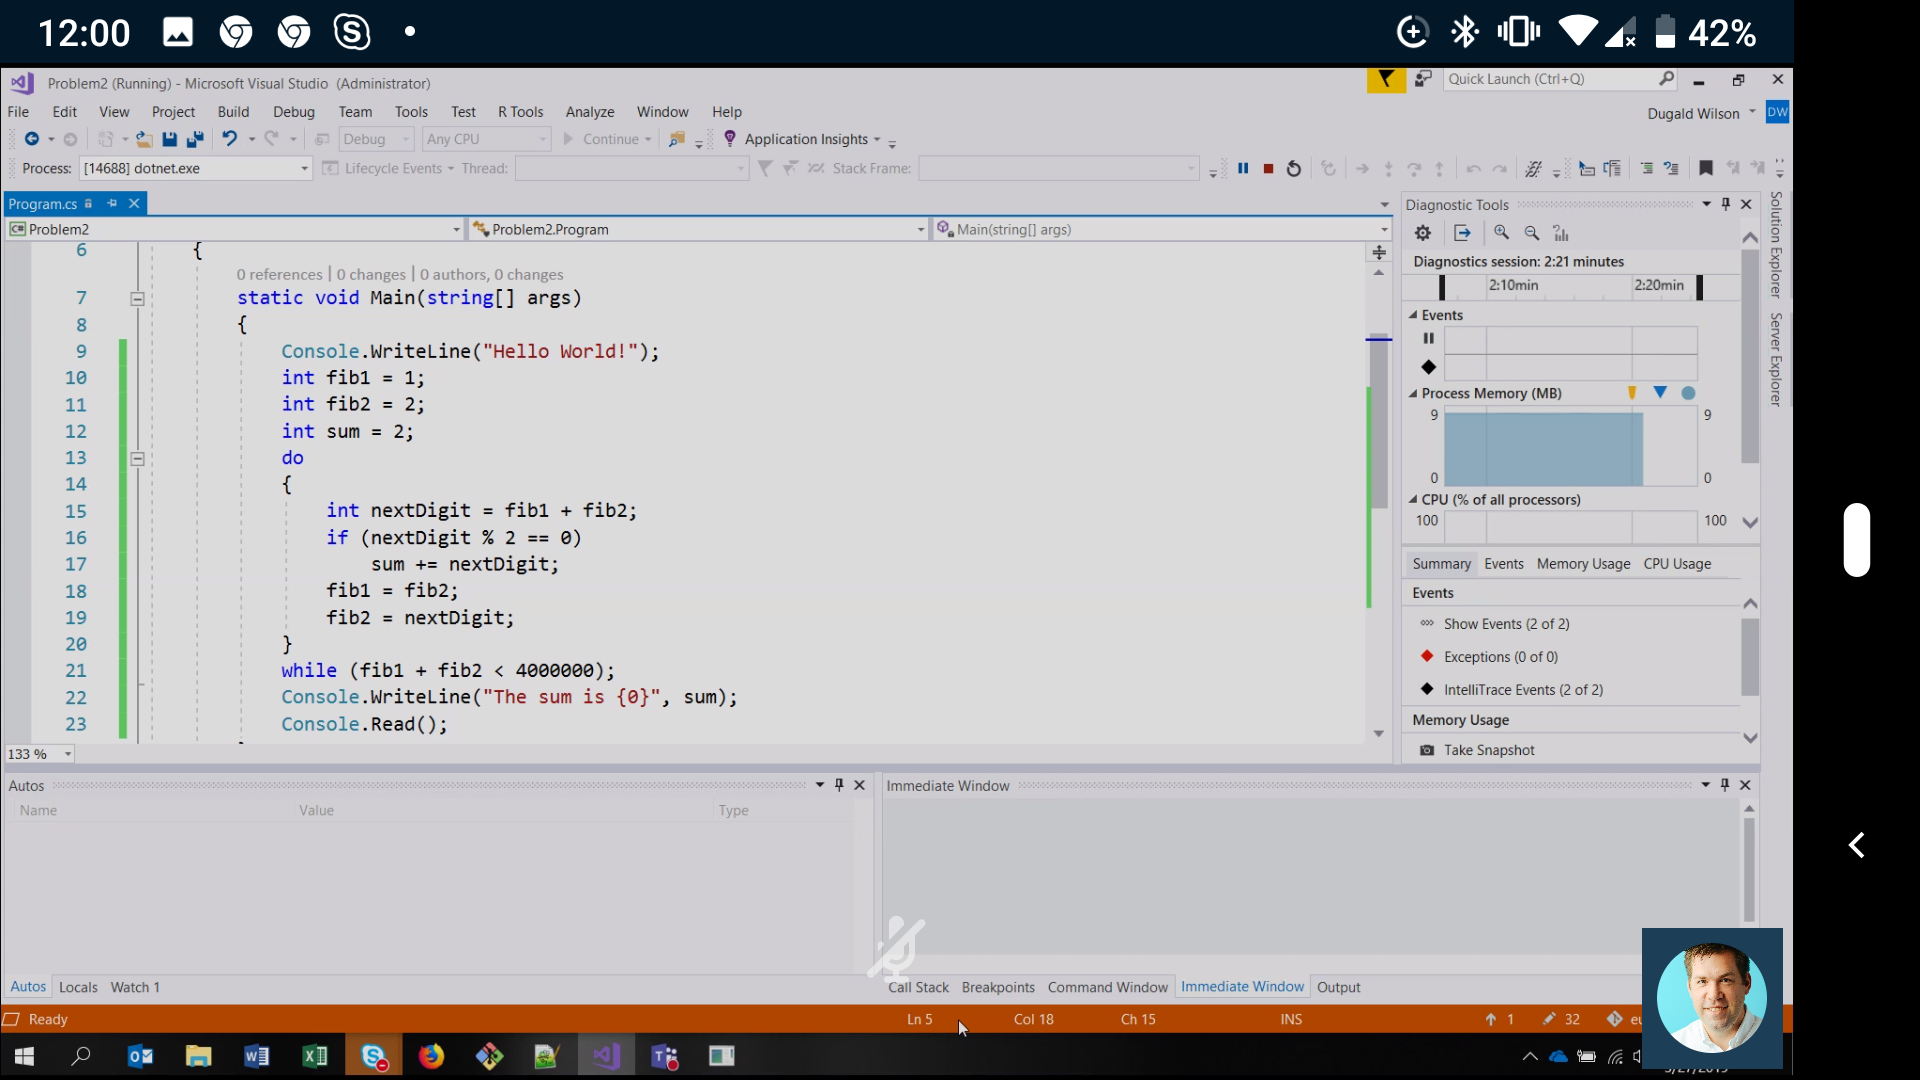 12:00
42%
Problem2 (Running) - Microsoft Visual Studio (Administrator)
Quick Launch (Ctrl+Q)
File Edit View Project Build Debug Team Tools Test R Tools Analyze Window Help
Dugald Wilson DW
Debug Any CPU Continue Application Insights
Process: [14688] dotnet.exe Lifecycle Events Thread: Stack Frame:
Program.cs
Problem2 Problem2.Program Main(string[] args)
6 {
0 references | 0 changes | 0 authors, 0 changes
7 static void Main(string[] args)
8 {
9 Console.WriteLine("Hello World!");
10 int fib1 = 1;
11 int fib2 = 2;
12 int sum = 2;
13 do
14 {
15 int nextDigit = fib1 + fib2;
16 if (nextDigit % 2 == 0)
17 sum += nextDigit;
18 fib1 = fib2;
19 fib2 = nextDigit;
20 }
21 while (fib1 + fib2 < 4000000);
22 Console.WriteLine("The sum is {0}", sum);
23 Console.Read();
133 %
Diagnostic Tools
Diagnostics session: 2:21 minutes
2:10min 2:20min
Events
Process Memory (MB)
9 9
0 0
CPU (% of all processors)
100 100
Summary Events Memory Usage CPU Usage
Events
Show Events (2 of 2)
Exceptions (0 of 0)
IntelliTrace Events (2 of 2)
Memory Usage
Take Snapshot
Solution Explorer
Server Explorer
Autos
Name Value Type
Immediate Window
Autos Locals Watch 1
Call Stack Breakpoints Command Window Immediate Window Output
Ready Ln 5 Col 18 Ch 15 INS 1 32